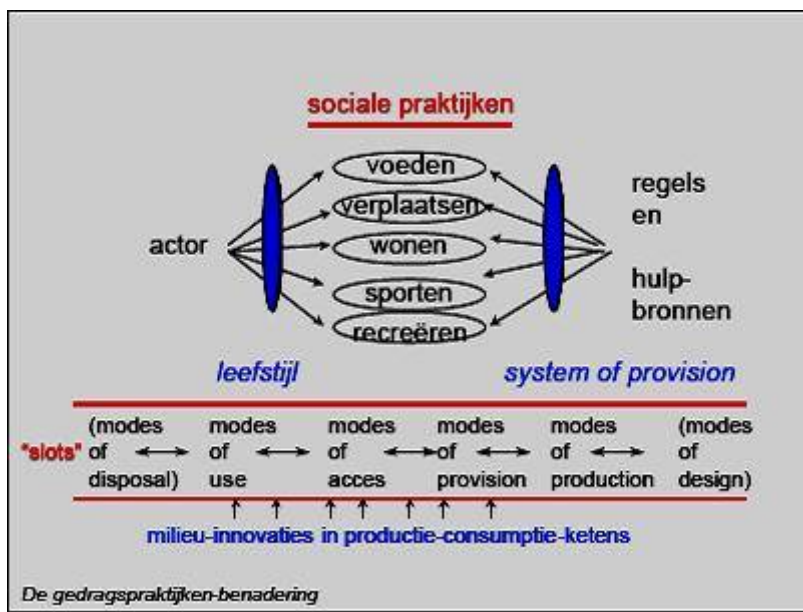 sociale praktijken
voeden
verplaatsen
wonen
sporten
recreëren
actor
regels
en
hulp-
bronnen
leefstijl
system of provision
"slots"
(modes
of
disposal)
modes
of
use
modes
of
acces
modes
of
provision
modes
of
production
(modes
of
design)
milieu-innovaties in productie-consumptie-ketens
De gedragspraktijken-benadering